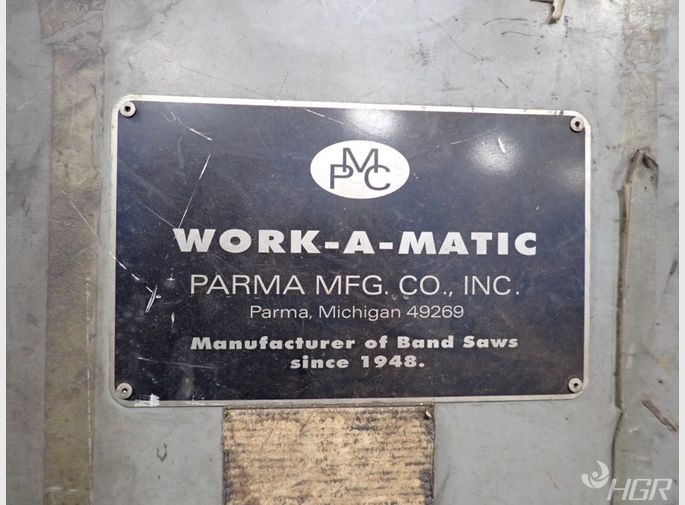 PMC
WORK-A-MATIC
PARMA MFG. CO., INC.
Parma, Michigan 49269
Manufacturer of Band Saws
since 1948.
HGR